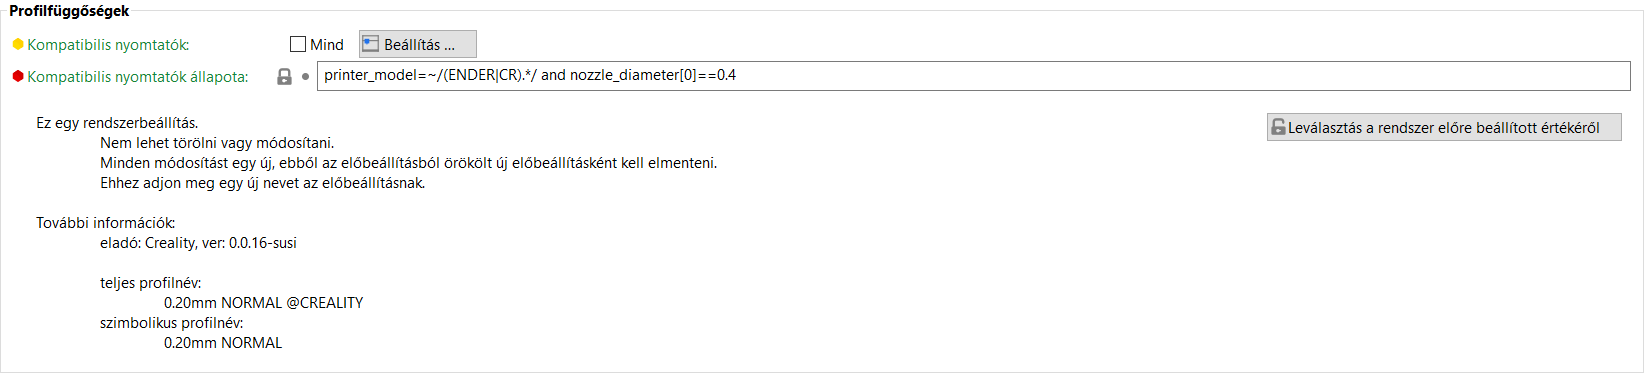 Profilfüggőségek
Kompatibilis nyomtatók: Mind Beállítás ...
Kompatibilis nyomtatók állapota: printer_model=~/(ENDER|CR).*/ and nozzle_diameter[0]==0.4
Ez egy rendszerbeállítás.
Leválasztás a rendszer előre beállított értékéről
Nem lehet törölni vagy módosítani.
Minden módosítást egy új, ebből az előbeállításból örökölt új előbeállításként kell elmenteni.
Ehhez adjon meg egy új nevet az előbeállításnak.
További információk:
eladó: Creality, ver: 0.0.16-susi
teljes profilnév:
0.20mm NORMAL @CREALITY
szimbolikus profilnév:
0.20mm NORMAL